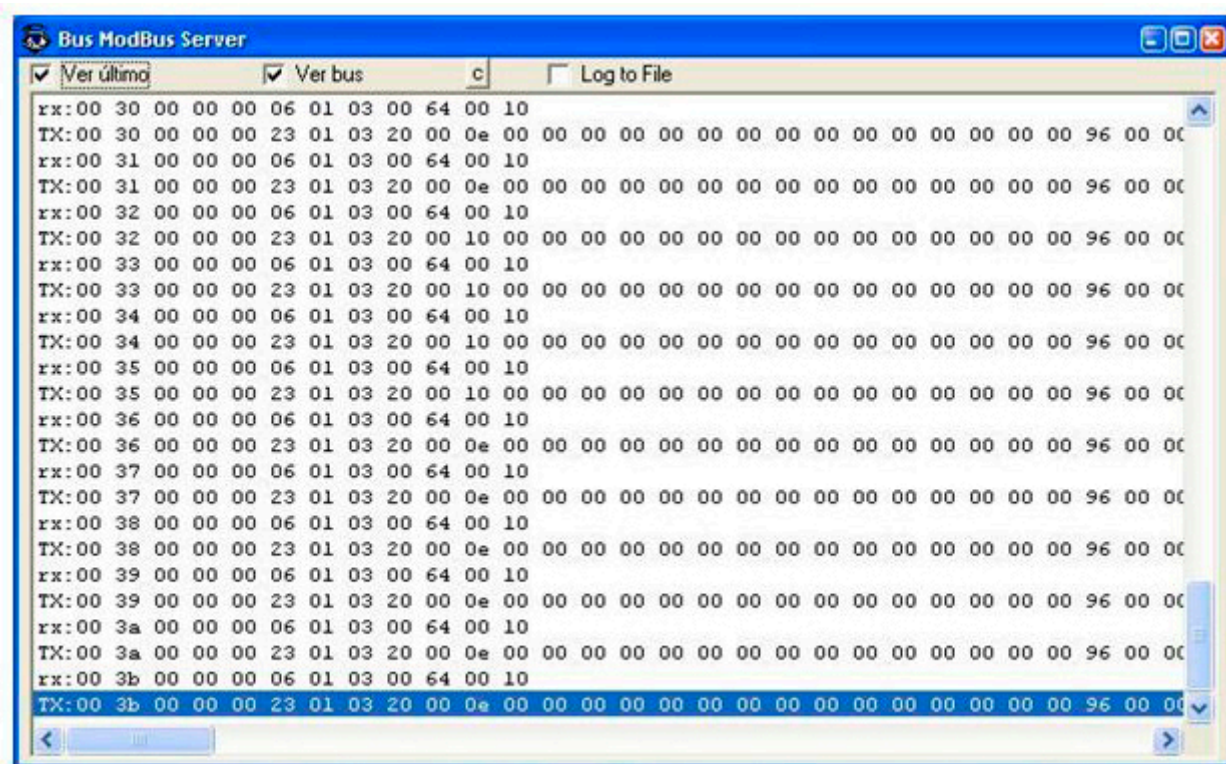 Bus ModBus Server
Ver último Ver bus c Log to File
rx:00 30 00 00 00 06 01 03 00 64 00 10
TX:00 30 00 00 00 23 01 03 20 00 0e 00 00 00 00 00 00 00 00 00 00 00 00 00 00 00 96 00 00
rx:00 31 00 00 00 06 01 03 00 64 00 10
TX:00 31 00 00 00 23 01 03 20 00 0e 00 00 00 00 00 00 00 00 00 00 00 00 00 00 00 96 00 00
rx:00 32 00 00 00 06 01 03 00 64 00 10
TX:00 32 00 00 00 23 01 03 20 00 10 00 00 00 00 00 00 00 00 00 00 00 00 00 00 00 96 00 00
rx:00 33 00 00 00 06 01 03 00 64 00 10
TX:00 33 00 00 00 23 01 03 20 00 10 00 00 00 00 00 00 00 00 00 00 00 00 00 00 00 96 00 00
rx:00 34 00 00 00 06 01 03 00 64 00 10
TX:00 34 00 00 00 23 01 03 20 00 10 00 00 00 00 00 00 00 00 00 00 00 00 00 00 00 96 00 00
rx:00 35 00 00 00 06 01 03 00 64 00 10
TX:00 35 00 00 00 23 01 03 20 00 10 00 00 00 00 00 00 00 00 00 00 00 00 00 00 00 96 00 00
rx:00 36 00 00 00 06 01 03 00 64 00 10
TX:00 36 00 00 00 23 01 03 20 00 0e 00 00 00 00 00 00 00 00 00 00 00 00 00 00 00 96 00 00
rx:00 37 00 00 00 06 01 03 00 64 00 10
TX:00 37 00 00 00 23 01 03 20 00 0e 00 00 00 00 00 00 00 00 00 00 00 00 00 00 00 96 00 00
rx:00 38 00 00 00 06 01 03 00 64 00 10
TX:00 38 00 00 00 23 01 03 20 00 0e 00 00 00 00 00 00 00 00 00 00 00 00 00 00 00 96 00 00
rx:00 39 00 00 00 06 01 03 00 64 00 10
TX:00 39 00 00 00 23 01 03 20 00 0e 00 00 00 00 00 00 00 00 00 00 00 00 00 00 00 96 00 00
rx:00 3a 00 00 00 06 01 03 00 64 00 10
TX:00 3a 00 00 00 23 01 03 20 00 0e 00 00 00 00 00 00 00 00 00 00 00 00 00 00 00 96 00 00
rx:00 3b 00 00 00 06 01 03 00 64 00 10
TX:00 3b 00 00 00 23 01 03 20 00 0e 00 00 00 00 00 00 00 00 00 00 00 00 00 00 00 96 00 00